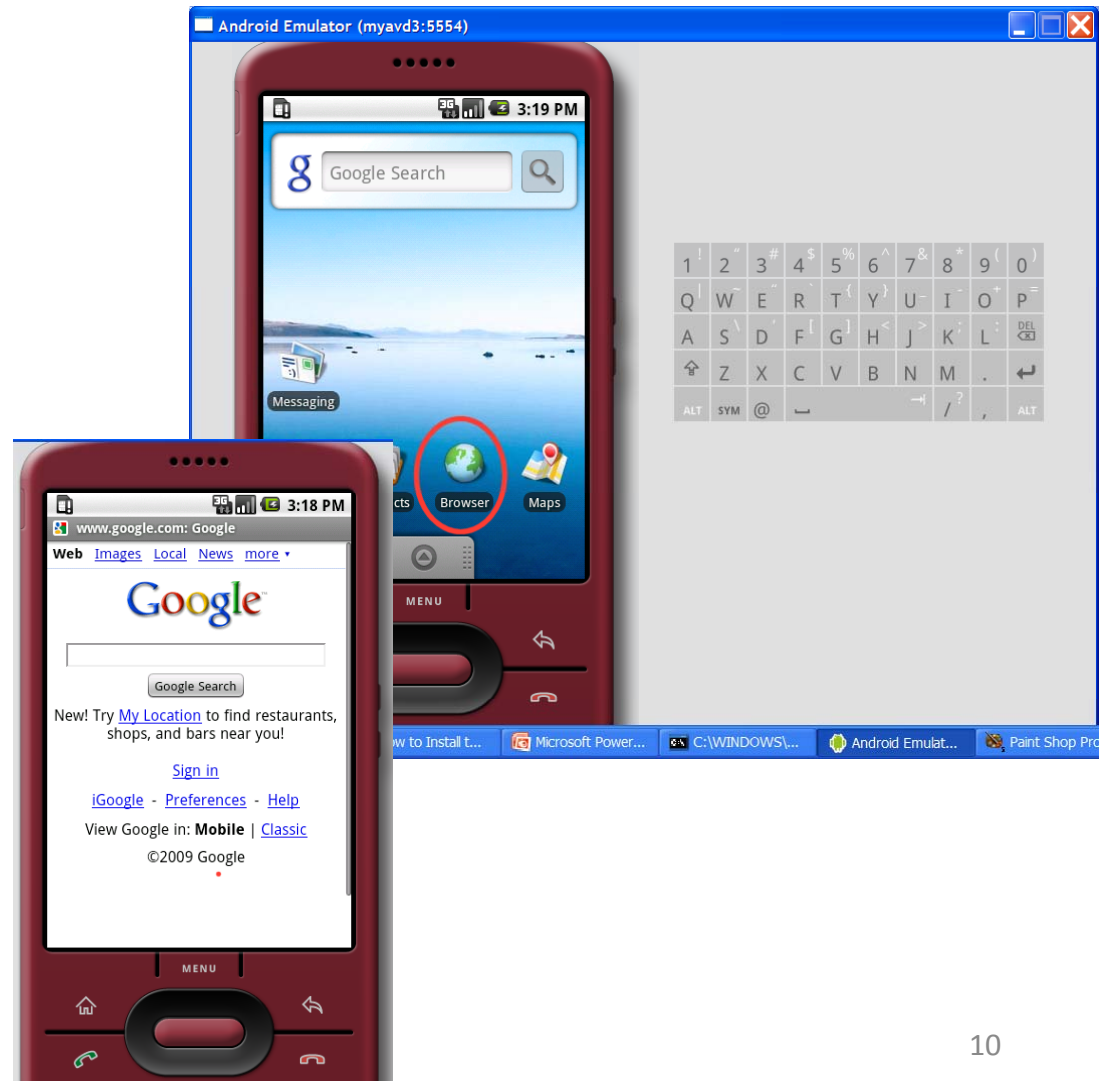 Android Emulator (myavd3:5554)
3G 3:19 PM
g Google Search
Messaging
cts Browser Maps
MENU
1 ! 2 " 3 # 4 $ 5 % 6 ^ 7 & 8 * 9 ( 0 )
Q | W ~ E " R ` T { Y } U - I - O + P =
A S \ D ' F [ G ] H < J > K ; L : DEL
Z X C V B N M .
ALT SYM @ / ? , ALT
ow to Install t... Microsoft Power... C:\WINDOWS\... Android Emulat... Paint Shop Pro
3G 3:18 PM
www.google.com: Google
Web Images Local News more
Google™
Google Search
New! Try My Location to find restaurants,
shops, and bars near you!
Sign in
iGoogle - Preferences - Help
View Google in: Mobile | Classic
©2009 Google
MENU
10